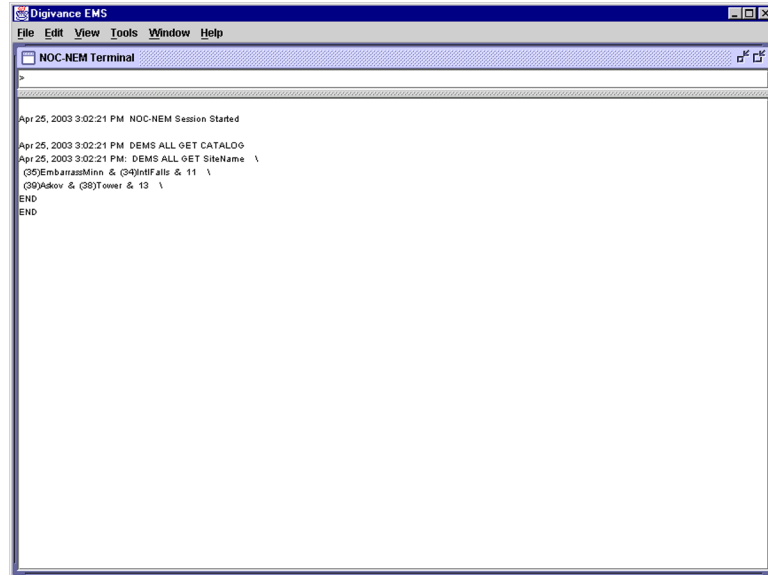 Digivance EMS
File Edit View Tools Window Help
NOC-NEM Terminal
>
Apr 25, 2003 3:02:21 PM NOC-NEM Session Started
Apr 25, 2003 3:02:21 PM DEMS ALL GET CATALOG
Apr 25, 2003 3:02:21 PM: DEMS ALL GET SiteName \
(35)EmbarrassMinn & (34)IntlFalls & 11 \
(39)Askov & (38)Tower & 13 \
END
END